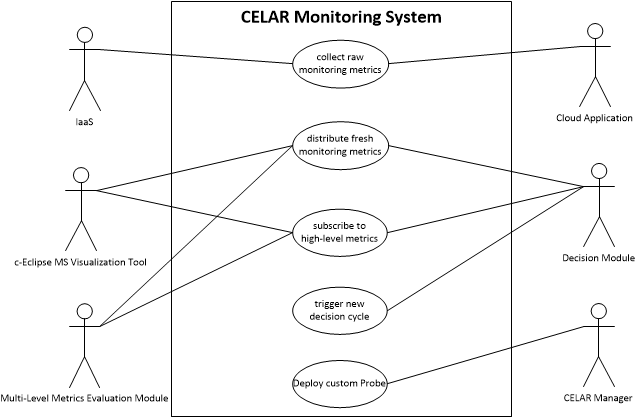 CELAR Monitoring System
collect raw
monitoring metrics
IaaS
Cloud Application
distribute fresh
monitoring metrics
subscribe to
high-level metrics
c-Eclipse MS Visualization Tool
Decision Module
trigger new
decision cycle
Deploy custom Probe
Multi-Level Metrics Evaluation Module
CELAR Manager